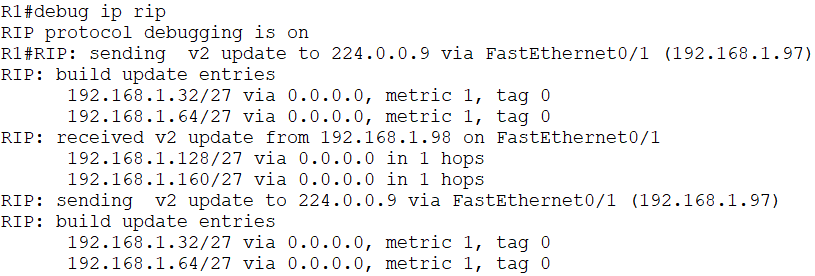 R1#debug ip rip
RIP protocol debugging is on
R1#RIP: sending  v2 update to 224.0.0.9 via FastEthernet0/1 (192.168.1.97)
RIP: build update entries
      192.168.1.32/27 via 0.0.0.0, metric 1, tag 0
      192.168.1.64/27 via 0.0.0.0, metric 1, tag 0
RIP: received v2 update from 192.168.1.98 on FastEthernet0/1
      192.168.1.128/27 via 0.0.0.0 in 1 hops
      192.168.1.160/27 via 0.0.0.0 in 1 hops
RIP: sending  v2 update to 224.0.0.9 via FastEthernet0/1 (192.168.1.97)
RIP: build update entries
      192.168.1.32/27 via 0.0.0.0, metric 1, tag 0
      192.168.1.64/27 via 0.0.0.0, metric 1, tag 0